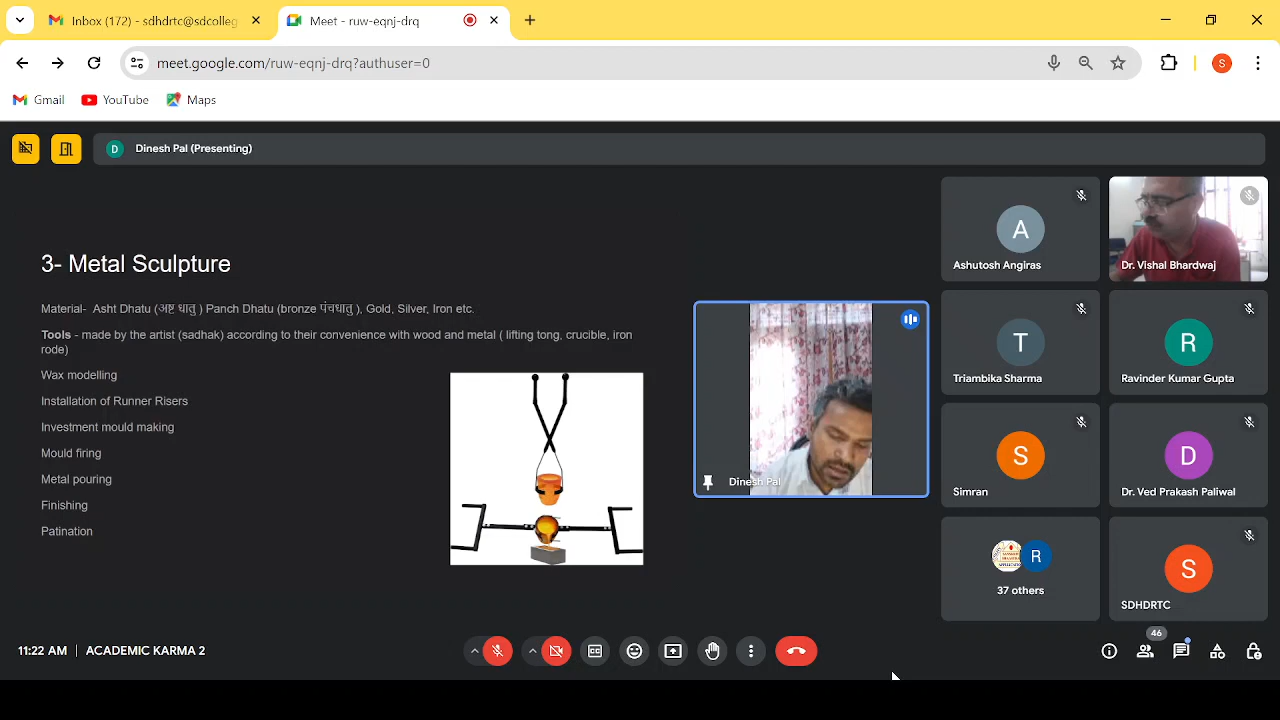 Inbox (172) - sdhdrtc@sdcolleg
Meet - ruw-eqnj-drq
meet.google.com/ruw-eqnj-drq?authuser=0
S
Gmail
YouTube
Maps
D
Dinesh Pal (Presenting)
3- Metal Sculpture
Material- Asht Dhatu (अष्ट धातु ) Panch Dhatu (bronze पंचधातु ), Gold, Silver, Iron etc.
Tools - made by the artist (sadhak) according to their convenience with wood and metal ( lifting tong, crucible, iron
rode)
Wax modelling
Installation of Runner Risers
Investment mould making
Mould firing
Metal pouring
Finishing
Patination
Dinesh Pal
A
Ashutosh Angiras
Dr. Vishal Bhardwaj
T
Triambika Sharma
R
Ravinder Kumar Gupta
S
Simran
D
Dr. Ved Prakash Paliwal
R
37 others
S
SDHDRTC
11:22 AM | ACADEMIC KARMA 2
46